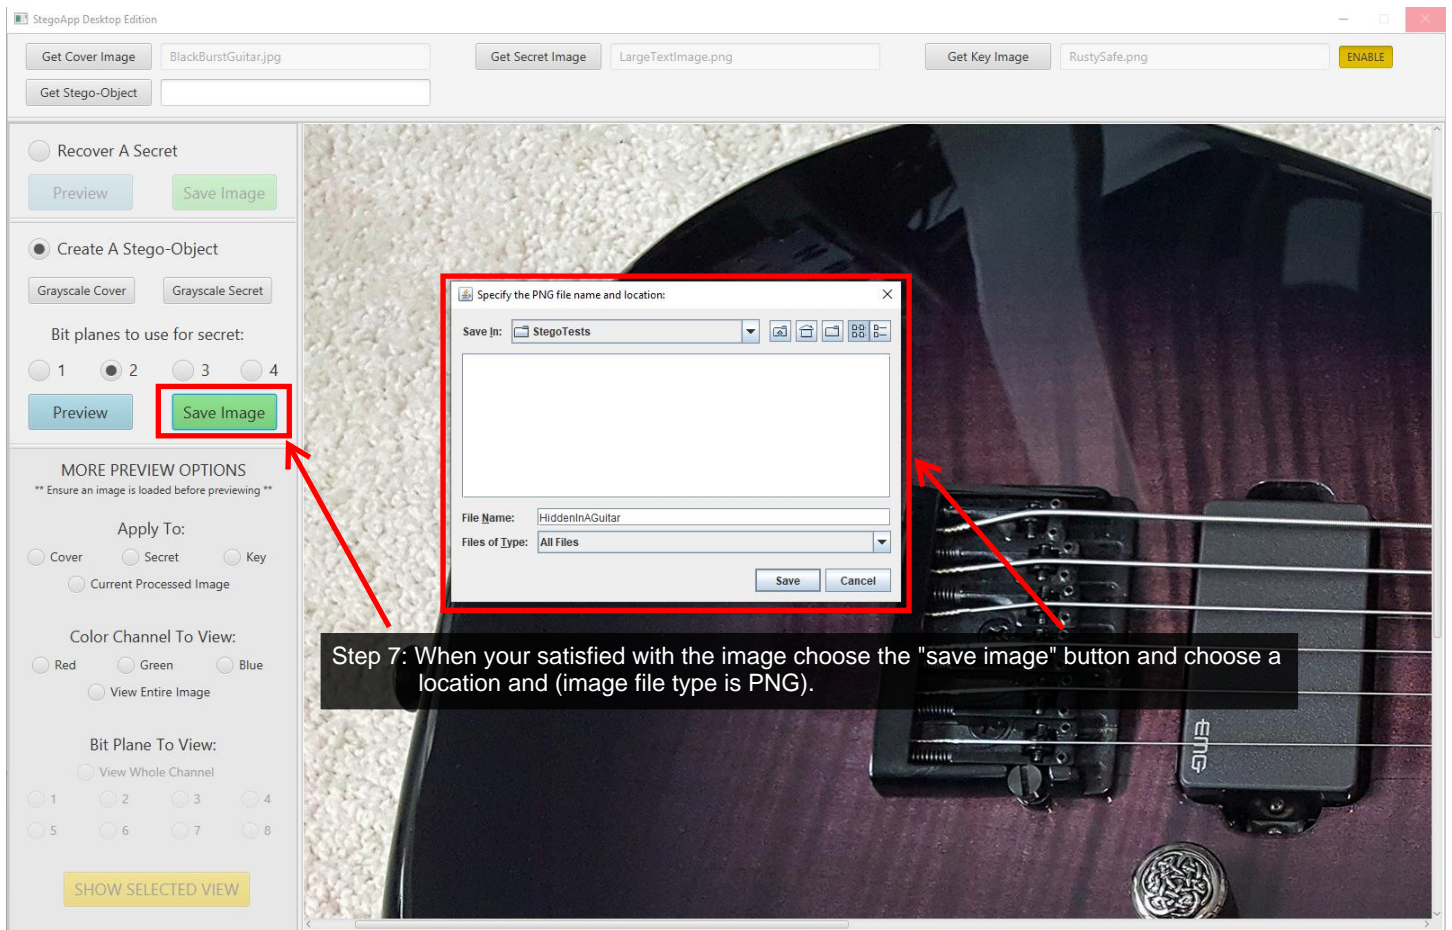 StegoApp Desktop Edition
Get Cover Image BlackBurstGuitar.jpg Get Secret Image LargeTextImage.png Get Key Image RustySafe.png ENABLE
Get Stego-Object
Recover A Secret
Preview Save Image
Create A Stego-Object
Grayscale Cover Grayscale Secret
Bit planes to use for secret:
1 2 3 4
Preview Save Image
MORE PREVIEW OPTIONS
** Ensure an image is loaded before previewing **
Apply To:
Cover Secret Key
Current Processed Image
Color Channel To View:
Red Green Blue
View Entire Image
Bit Plane To View:
View Whole Channel
1 2 3 4
5 6 7 8
SHOW SELECTED VIEW
Specify the PNG file name and location:
Save In: StegoTests
File Name: HiddenInAGuitar
Files of Type: All Files
Save Cancel
Step 7: When your satisfied with the image choose the "save image" button and choose a
location and (image file type is PNG).
EMG